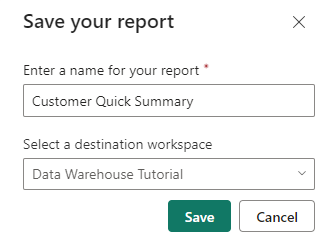 Save your report
Enter a name for your report *
Customer Quick Summary
Select a destination workspace
Data Warehouse Tutorial
Save
Cancel